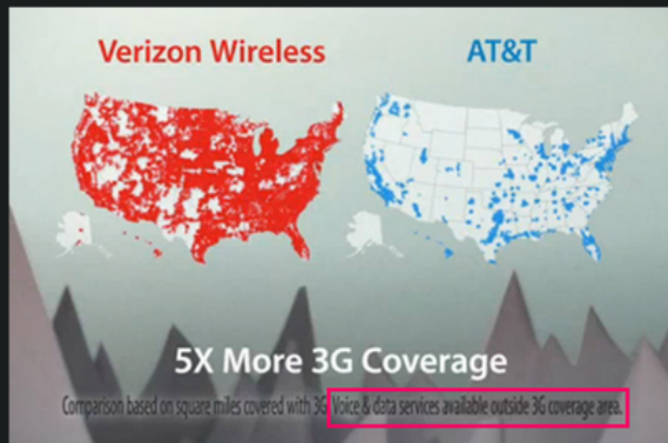 Verizon Wireless AT&T
5X More 3G Coverage
Comparison based on square miles covered with 3G. Voice & data services available outside 3G coverage area.